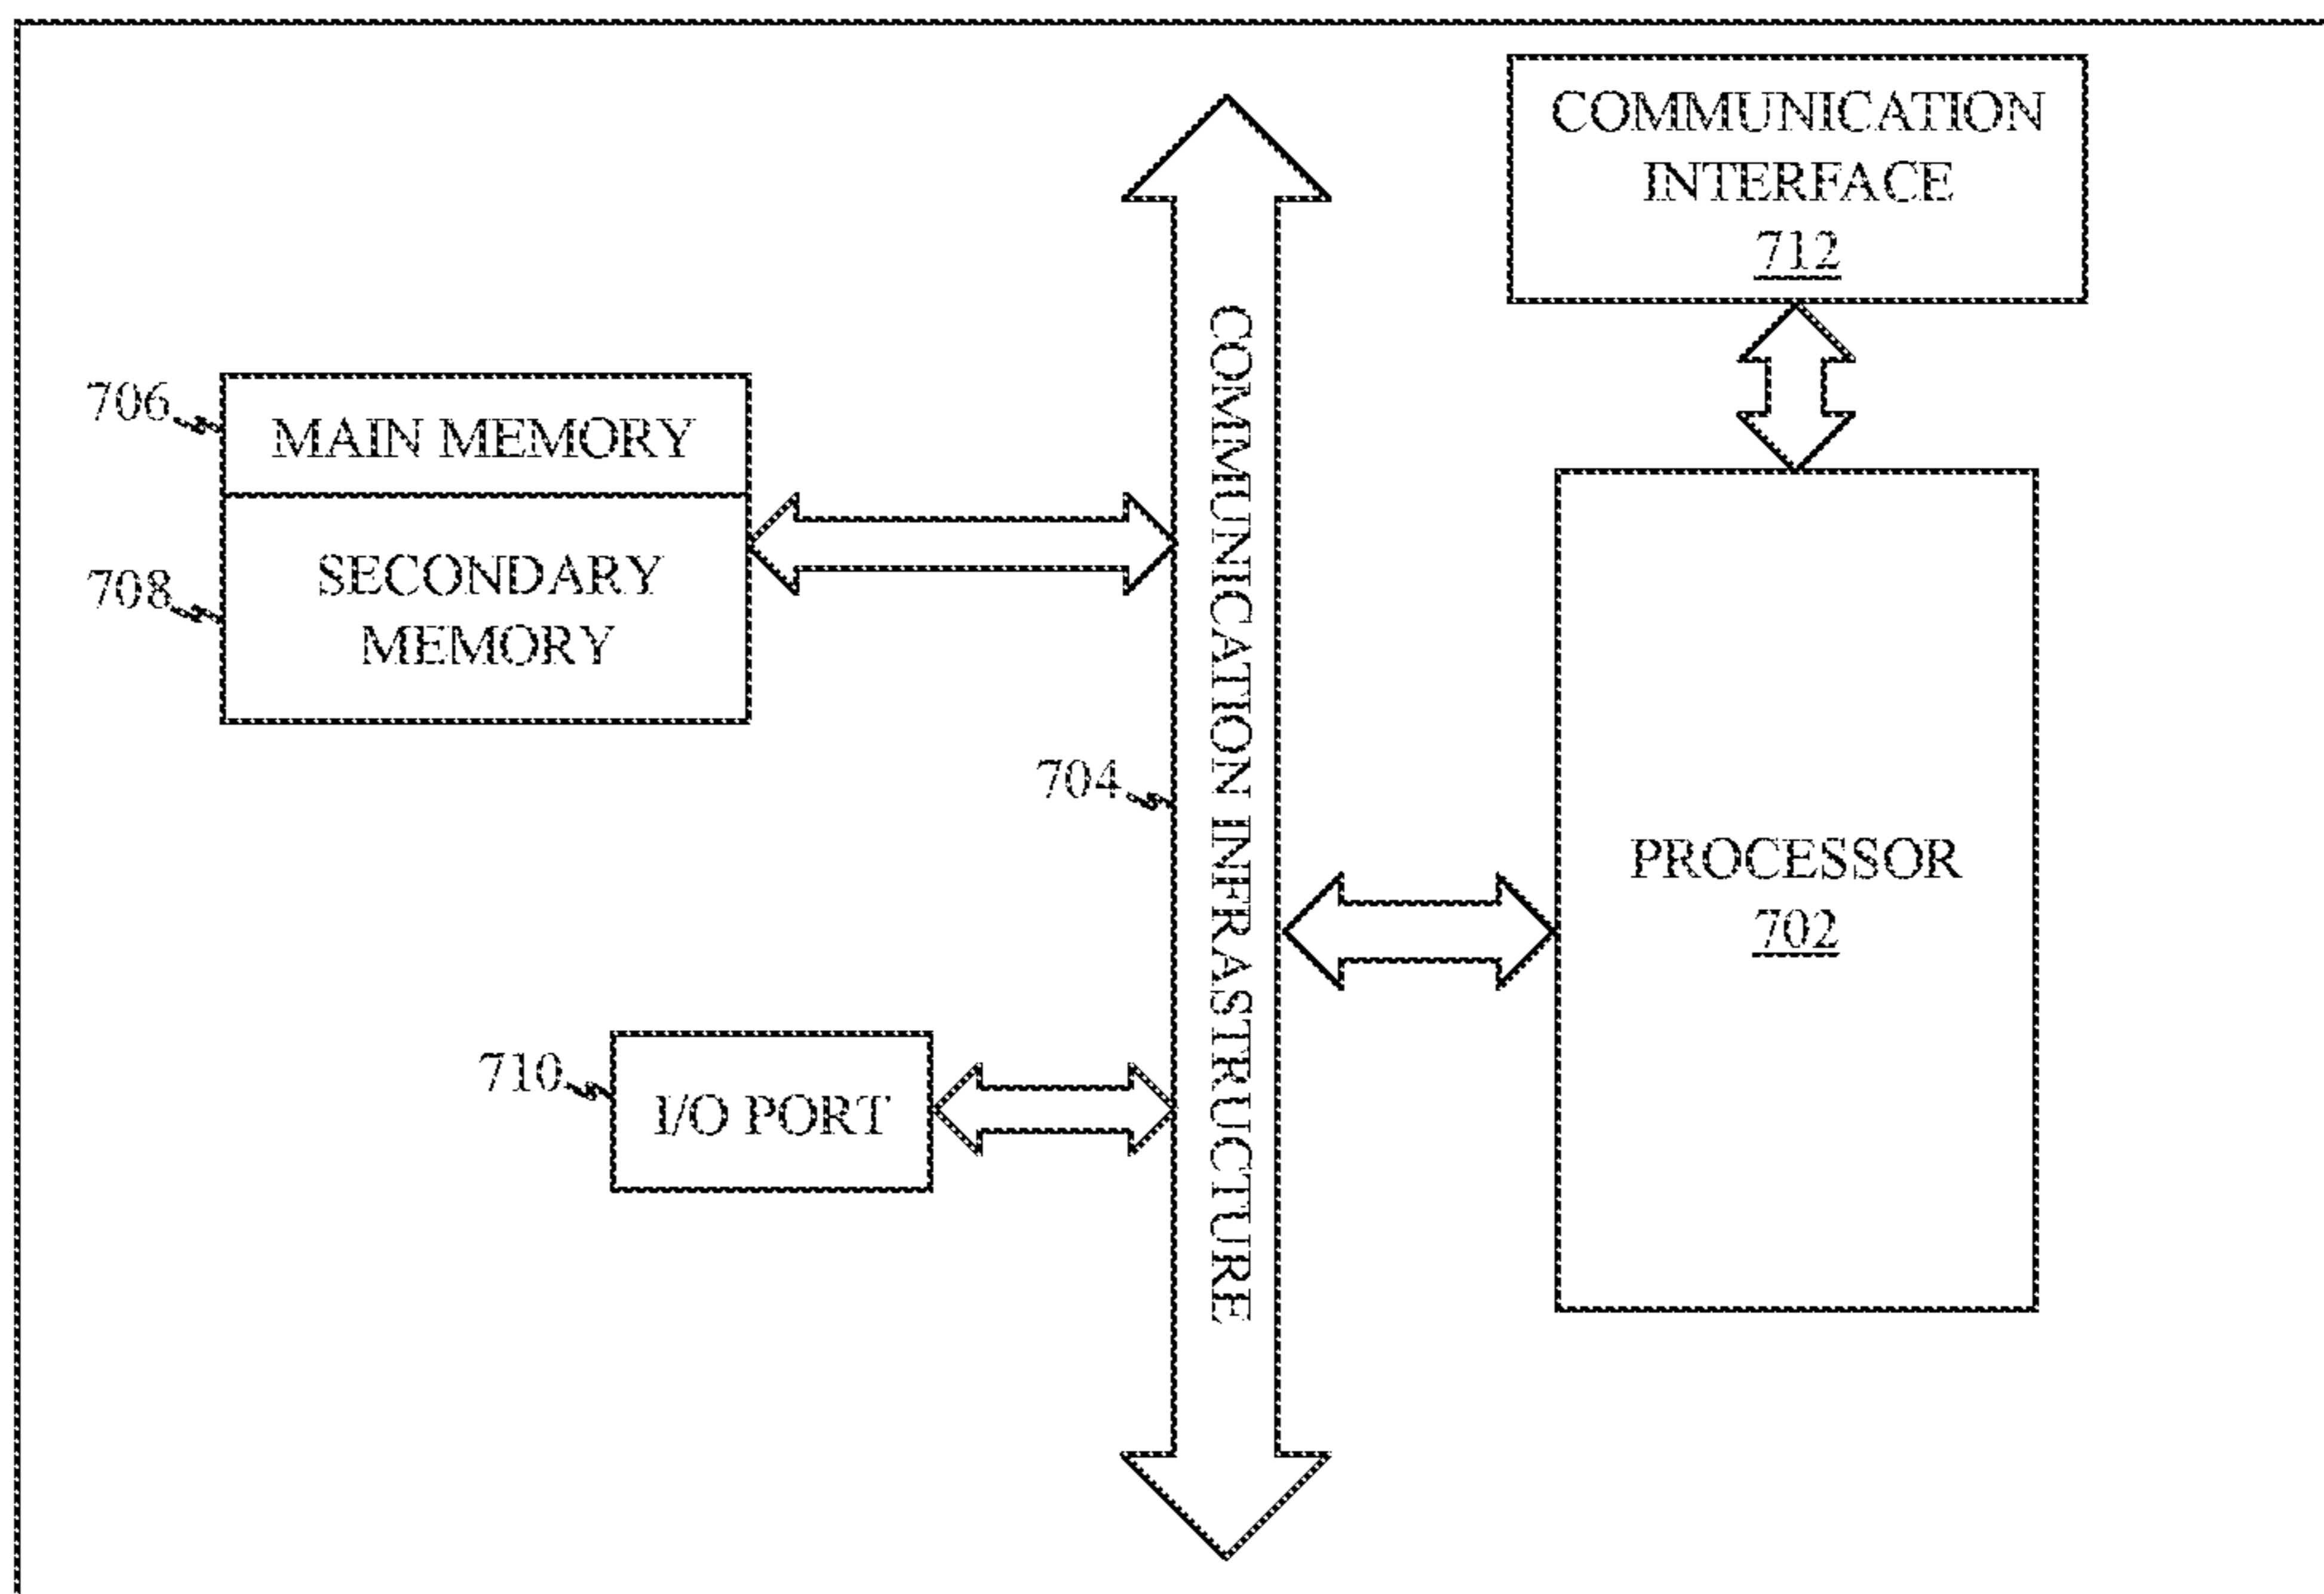 COMMUNICATION
INTERFACE
712
706
MAIN MEMORY
708
SECONDARY
MEMORY
704
COMMUNICATION INFRASTRUCTURE
PROCESSOR
702
710
I/O PORT